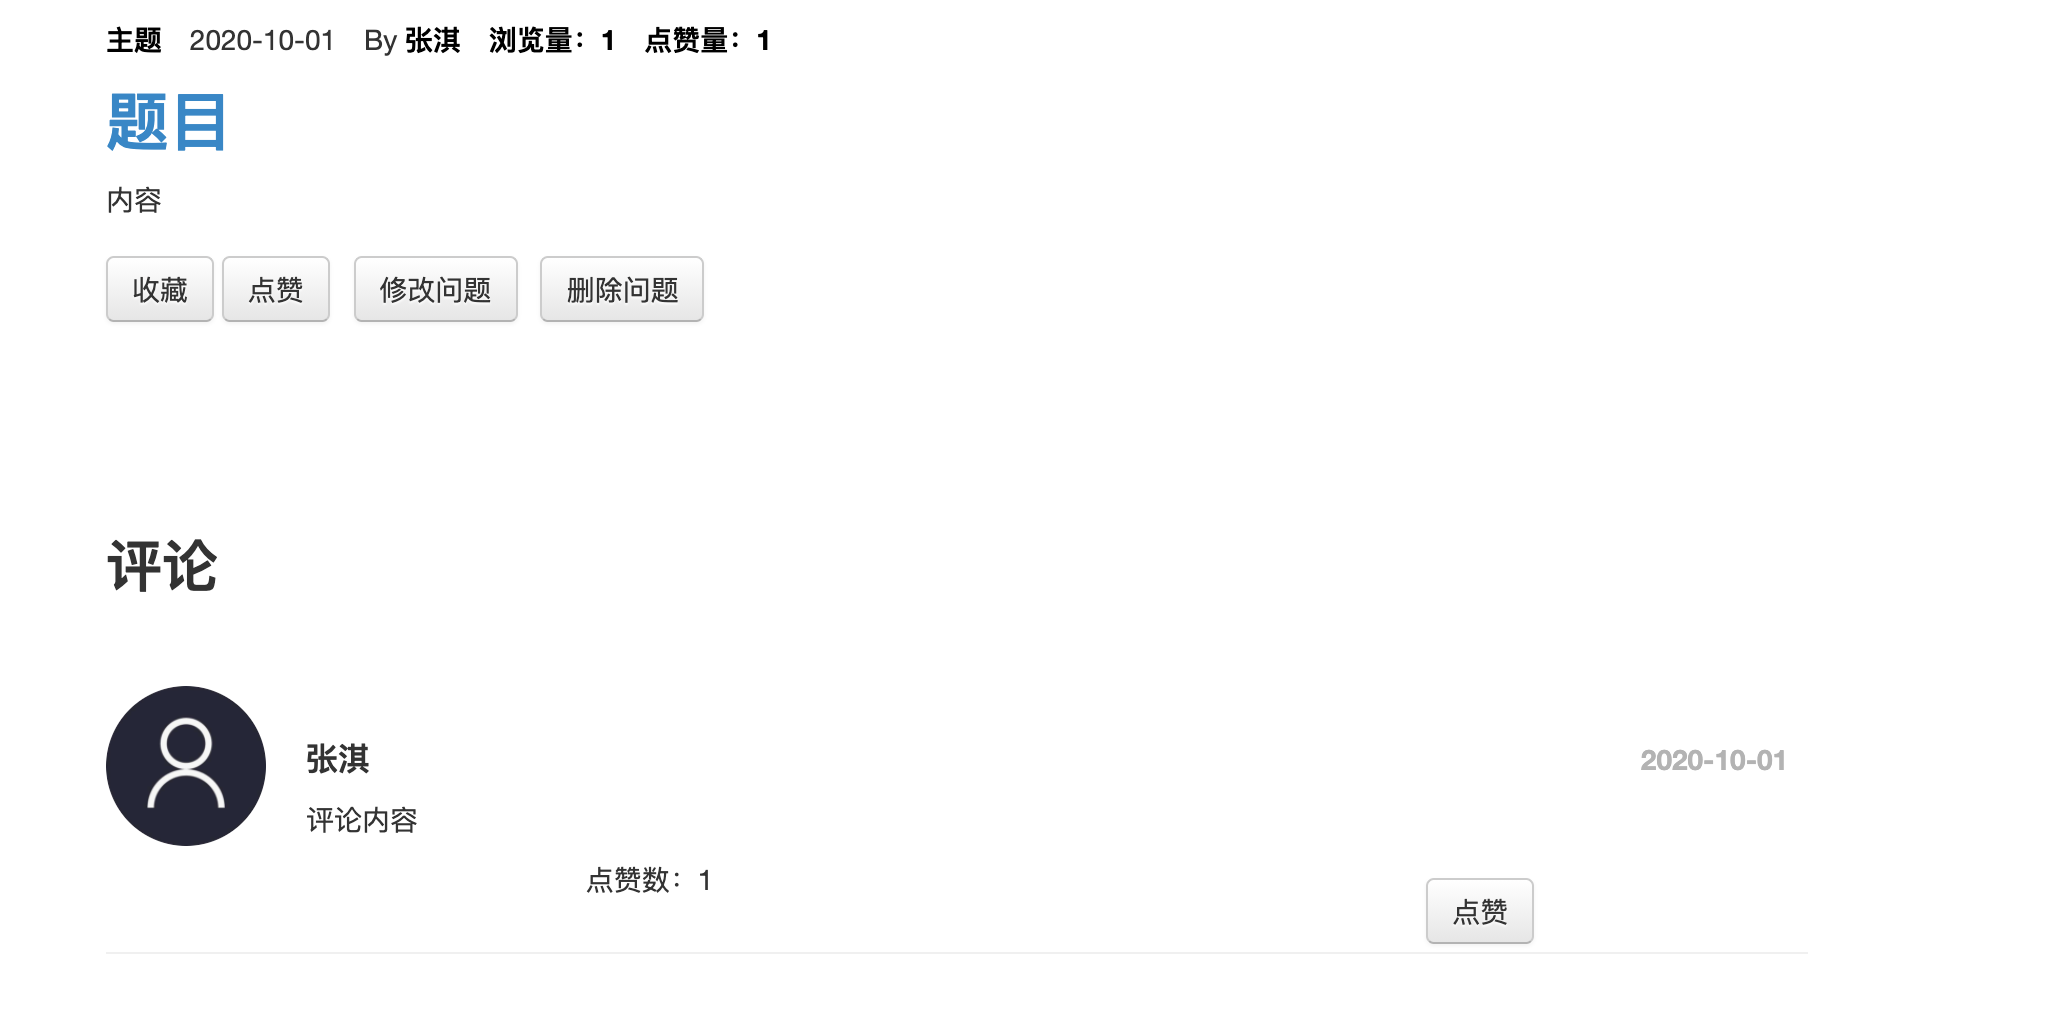 主题 2020-10-01 By 张淇 浏览量：1 点赞量：1
题目
内容
收藏 点赞 修改问题 删除问题
评论
张淇 2020-10-01
评论内容
点赞数：1
点赞